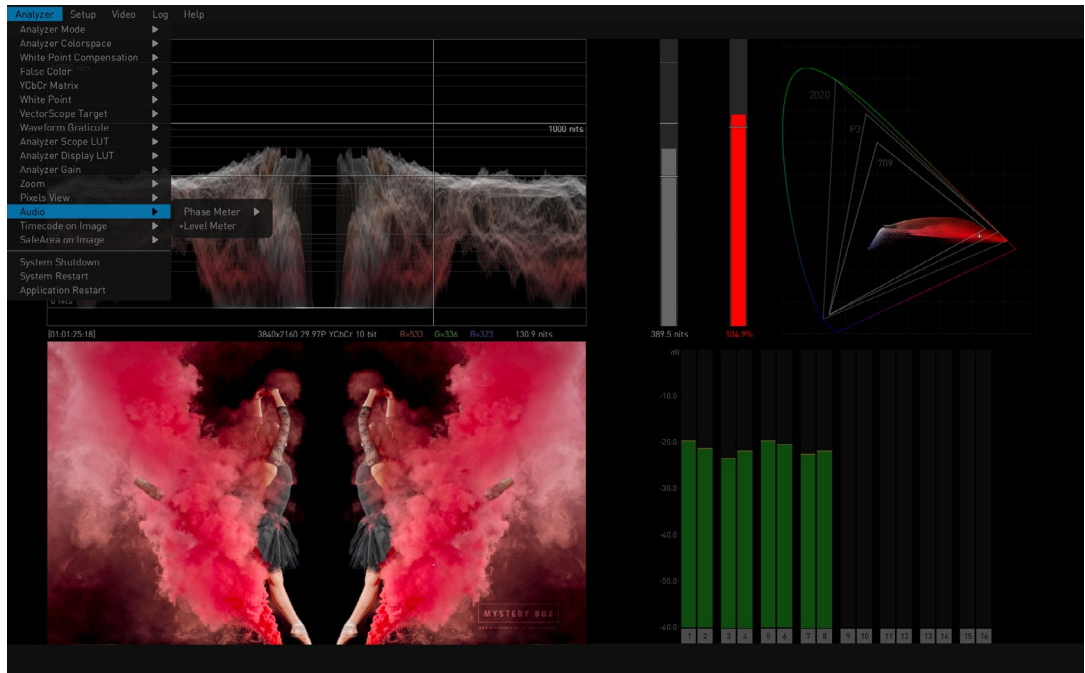 Analyzer Setup Video Log Help
Analyzer Mode
Analyzer Colorspace
White Point Compensation
False Color
YCbCr Matrix
White Point
VectorScope Target
Waveform Graticule
Analyzer Scope LUT
Analyzer Display LUT
Analyzer Gain
Zoom
Pixels View
Audio
Timecode on Image
SafeArea on Image
System Shutdown
System Restart
Application Restart
Phase Meter
+Level Meter
nits
1000 nits
0 nits
[01:01:25:18] 3840x2160 29.97P YCbCr 10 bit R=533 G=336 B=323 130.9 nits
389.5 nits 104.9%
2020
P3
709
dB
-10.0
-20.0
-30.0
-40.0
-50.0
-60.0
1 2 3 4 5 6 7 8 9 10 11 12 13 14 15 16
MYSTERY BOX